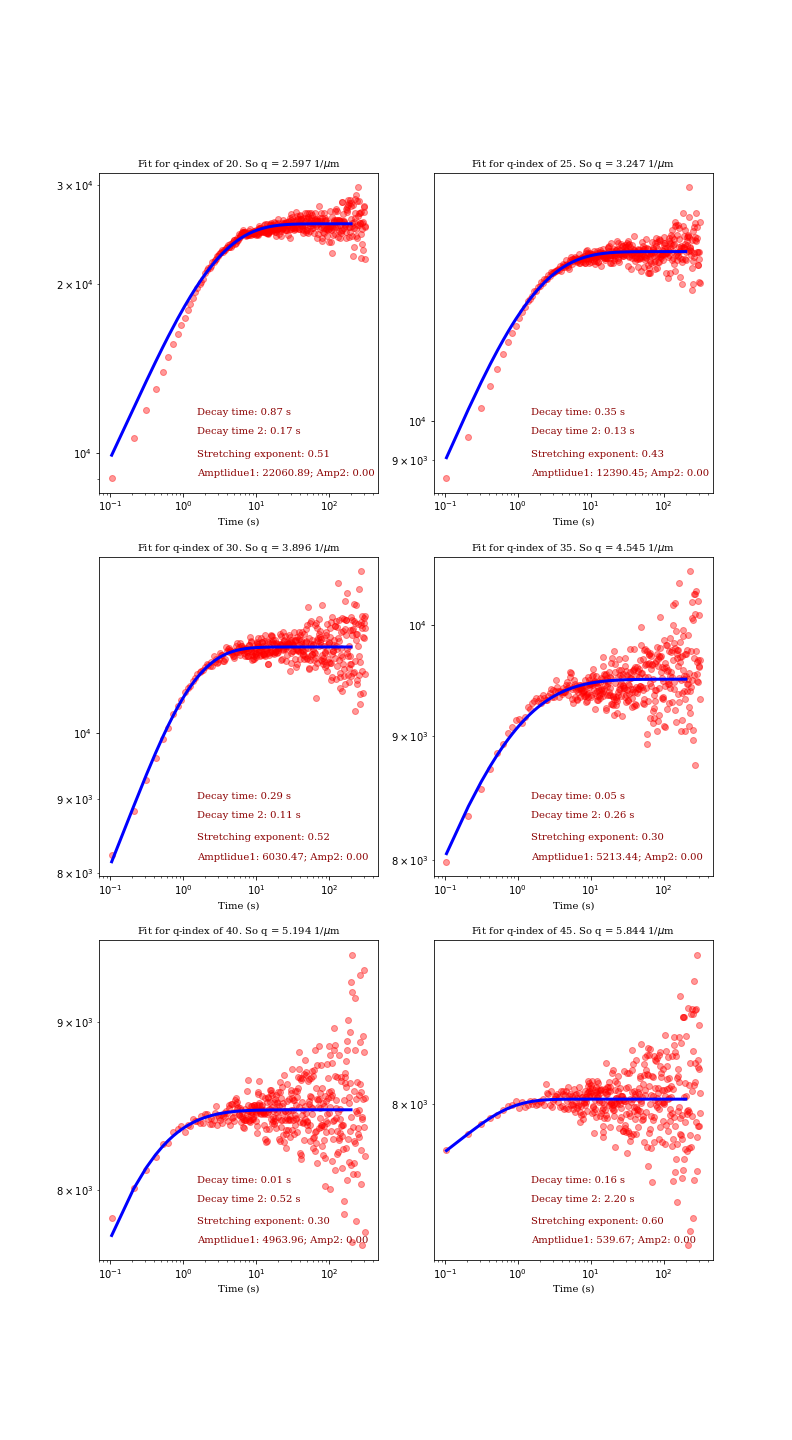 Fit for q-index of 20. So q = 2.597 1/μm
Fit for q-index of 25. So q = 3.247 1/μm
3 × 10⁴
2 × 10⁴
10⁴
10⁴
9 × 10³
Decay time: 0.87 s
Decay time 2: 0.17 s
Stretching exponent: 0.51
Amptlidue1: 22060.89; Amp2: 0.00
Decay time: 0.35 s
Decay time 2: 0.13 s
Stretching exponent: 0.43
Amptlidue1: 12390.45; Amp2: 0.00
10⁻¹ 10⁰ 10¹ 10²
10⁻¹ 10⁰ 10¹ 10²
Time (s)
Time (s)
Fit for q-index of 30. So q = 3.896 1/μm
Fit for q-index of 35. So q = 4.545 1/μm
10⁴
9 × 10³
8 × 10³
10⁴
9 × 10³
8 × 10³
Decay time: 0.29 s
Decay time 2: 0.11 s
Stretching exponent: 0.52
Amptlidue1: 6030.47; Amp2: 0.00
Decay time: 0.05 s
Decay time 2: 0.26 s
Stretching exponent: 0.30
Amptlidue1: 5213.44; Amp2: 0.00
10⁻¹ 10⁰ 10¹ 10²
10⁻¹ 10⁰ 10¹ 10²
Time (s)
Time (s)
Fit for q-index of 40. So q = 5.194 1/μm
Fit for q-index of 45. So q = 5.844 1/μm
9 × 10³
8 × 10³
8 × 10³
Decay time: 0.01 s
Decay time 2: 0.52 s
Stretching exponent: 0.30
Amptlidue1: 4963.96; Amp2: 0.00
Decay time: 0.16 s
Decay time 2: 2.20 s
Stretching exponent: 0.60
Amptlidue1: 539.67; Amp2: 0.00
10⁻¹ 10⁰ 10¹ 10²
10⁻¹ 10⁰ 10¹ 10²
Time (s)
Time (s)